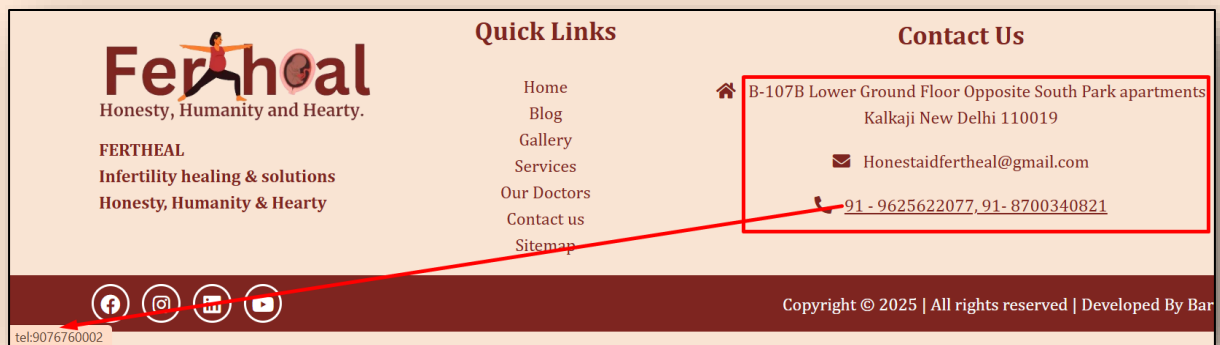 Fertheal
Honesty, Humanity and Hearty.
FERTHEAL
Infertility healing & solutions
Honesty, Humanity & Hearty
Quick Links
Home
Blog
Gallery
Services
Our Doctors
Contact us
Sitemap
Contact Us
B-107B Lower Ground Floor Opposite South Park apartments
Kalkaji New Delhi 110019
Honestaidfertheal@gmail.com
91 - 9625622077, 91- 8700340821
Copyright © 2025 | All rights reserved | Developed By Bar
tel:9076760002